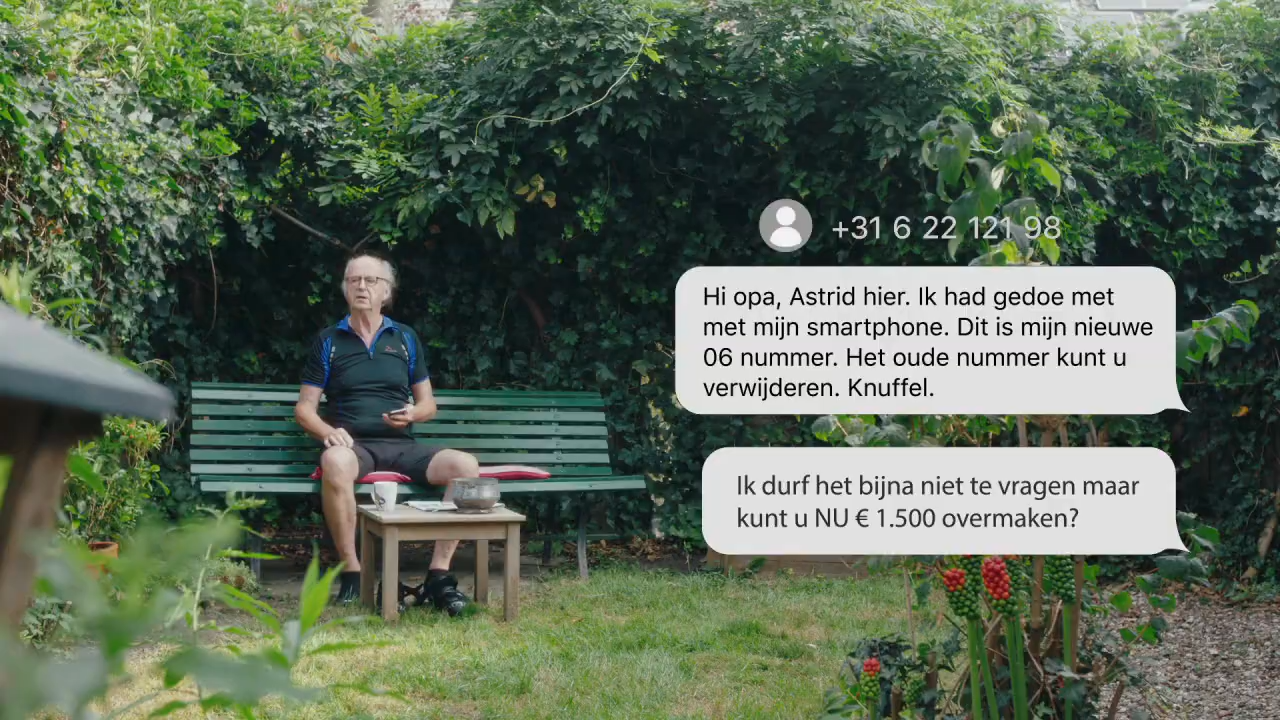 +31 6 22 121 98
Hi opa, Astrid hier. Ik had gedoe met
met mijn smartphone. Dit is mijn nieuwe
06 nummer. Het oude nummer kunt u
verwijderen. Knuffel.
Ik durf het bijna niet te vragen maar
kunt u NU € 1.500 overmaken?